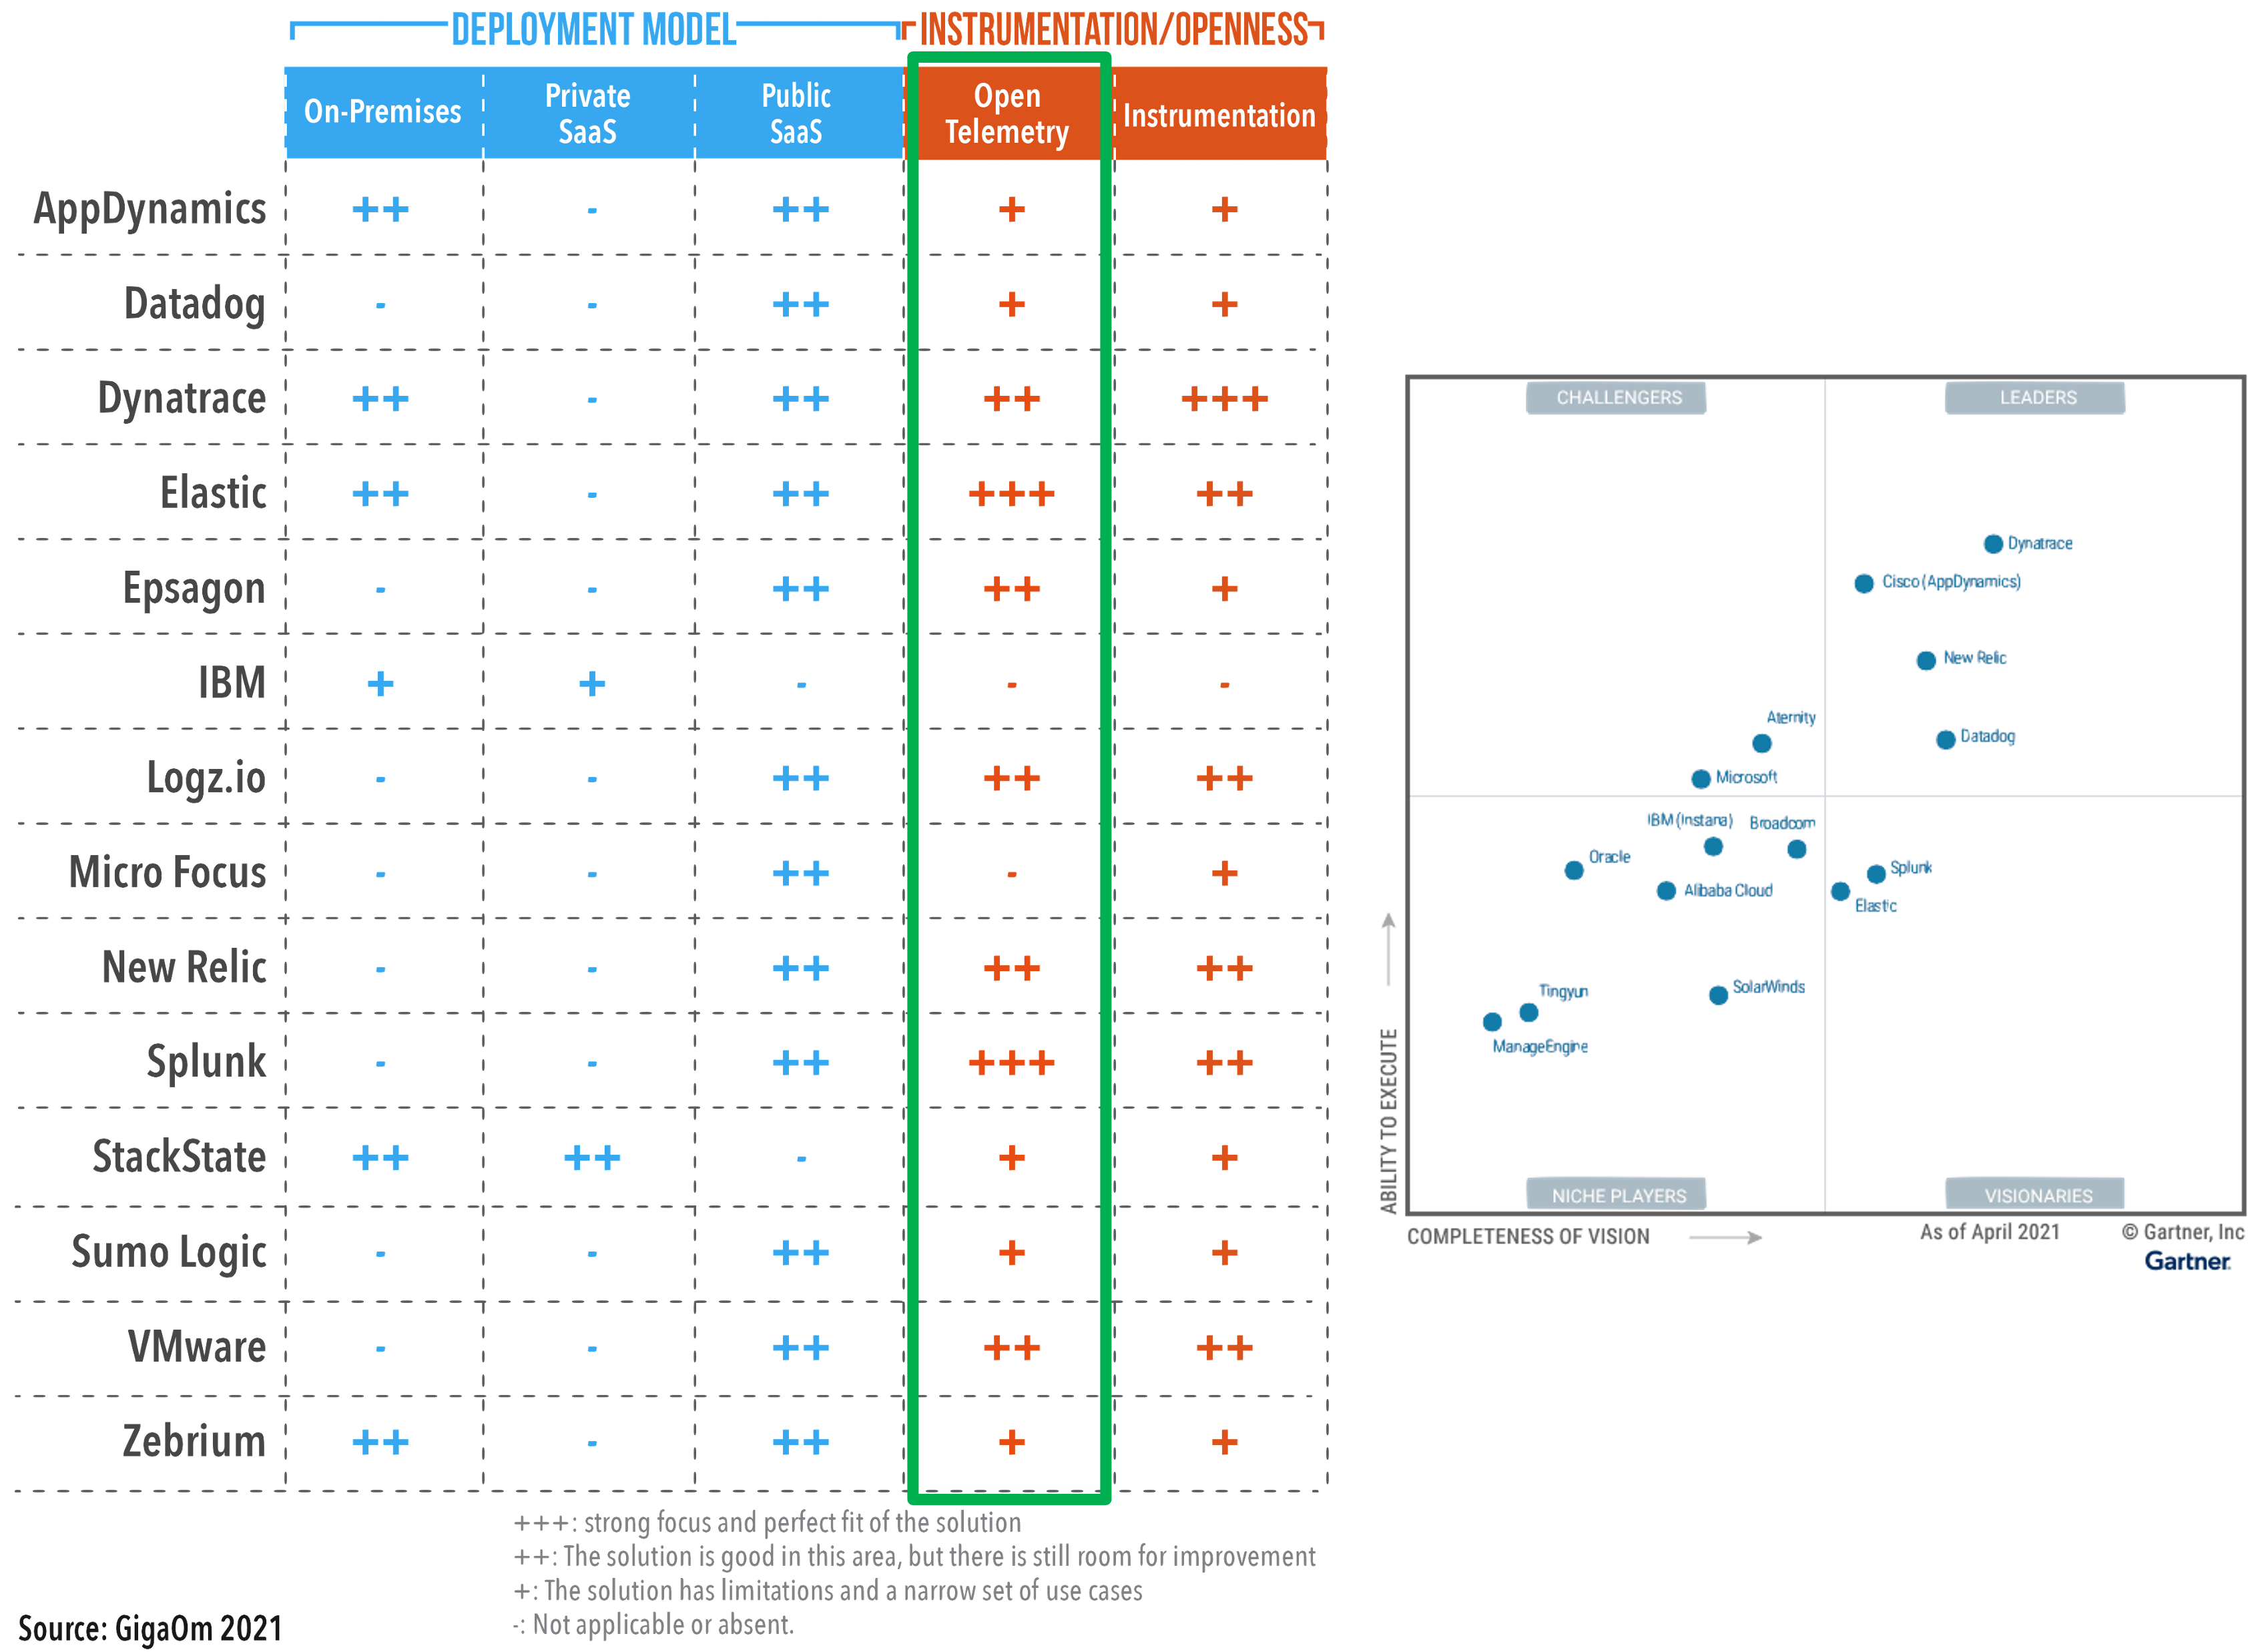 DEPLOYMENT MODEL INSTRUMENTATION/OPENNESS
On-Premises Private SaaS Public SaaS Open Telemetry Instrumentation
AppDynamics ++ - ++ + +
Datadog - - ++ + +
Dynatrace ++ - ++ ++ +++
Elastic ++ - ++ +++ ++
Epsagon - - ++ ++ +
IBM + + - - -
Logz.io - - ++ ++ ++
Micro Focus - - ++ - +
New Relic - - ++ ++ ++
Splunk - - ++ +++ ++
StackState ++ ++ - + +
Sumo Logic - - ++ + +
VMware - - ++ ++ ++
Zebrium ++ - ++ + +
+++: strong focus and perfect fit of the solution
++: The solution is good in this area, but there is still room for improvement
+: The solution has limitations and a narrow set of use cases
-: Not applicable or absent.
Source: GigaOm 2021
CHALLENGERS LEADERS
Dynatrace
Cisco (AppDynamics)
New Relic
Aternity
Datadog
Microsoft
IBM (Instana) Broadcom
Oracle
Splunk
Alibaba Cloud
Elastic
SolarWinds
Tingyun
ManageEngine
NICHE PLAYERS VISIONARIES
ABILITY TO EXECUTE
COMPLETENESS OF VISION
As of April 2021 © Gartner, Inc
Gartner